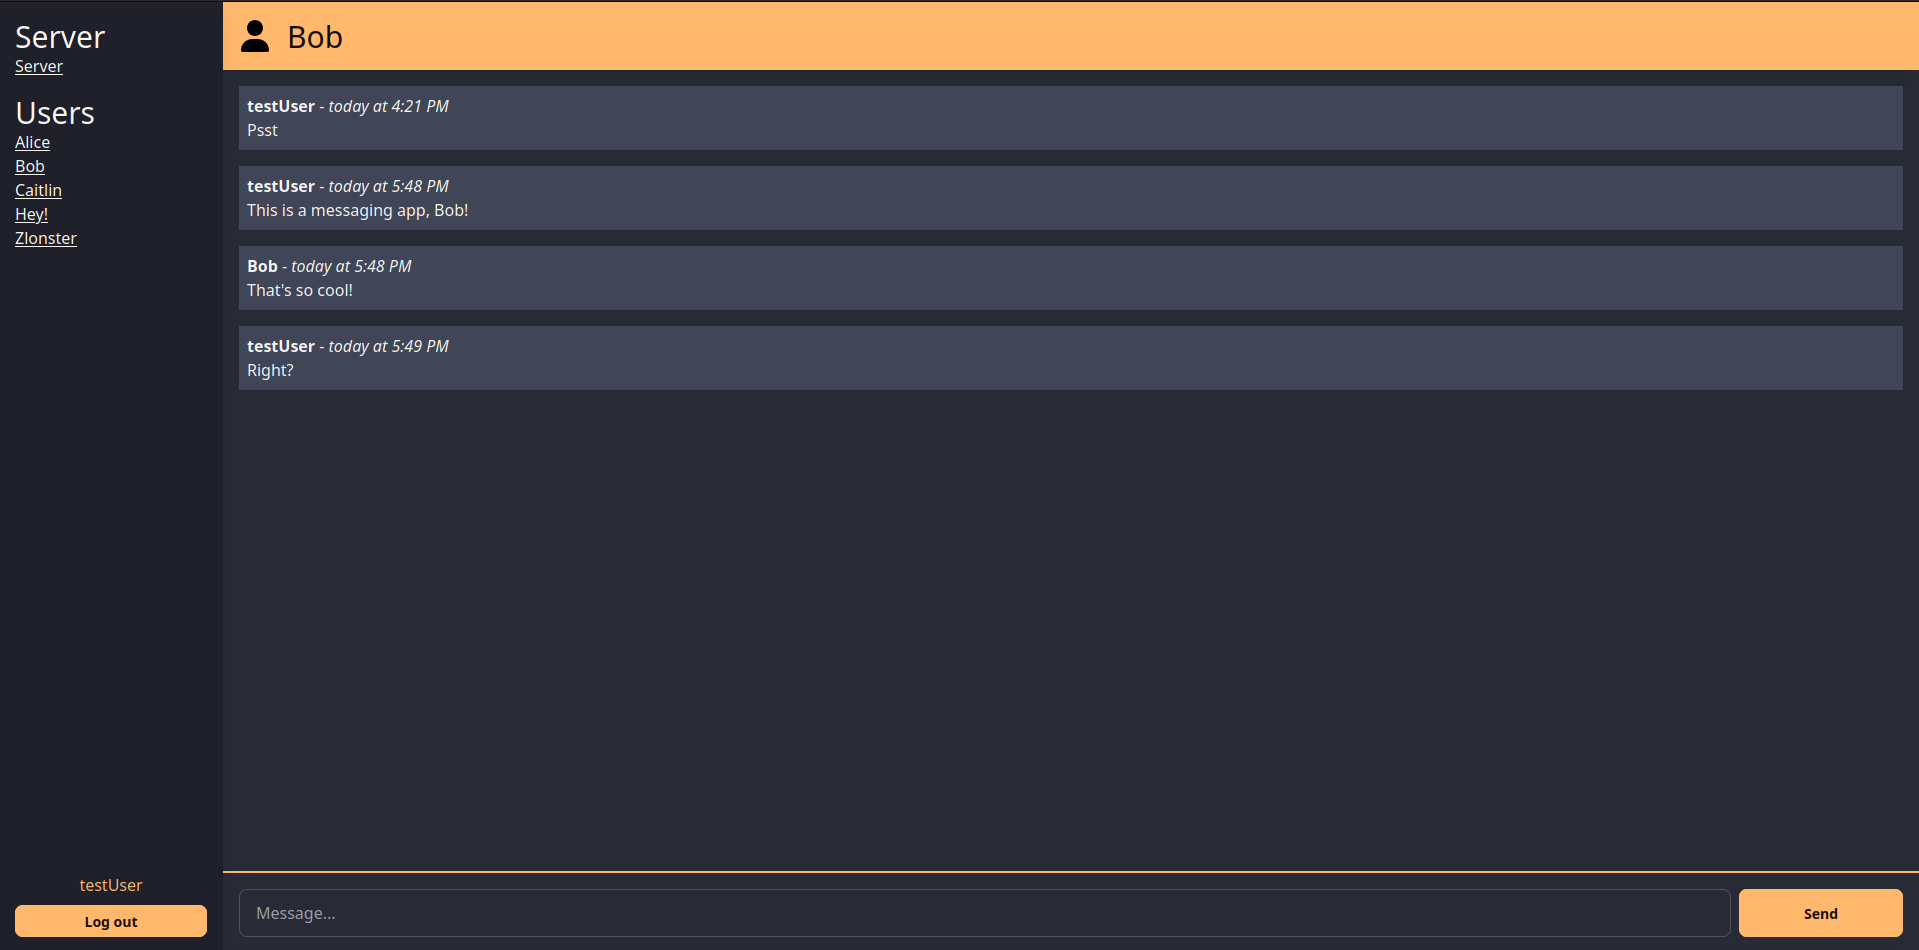 Server
Server
Users
Alice
Bob
Caitlin
Hey!
Zlonster
testUser
Log out
Bob
testUser - today at 4:21 PM
Psst
testUser - today at 5:48 PM
This is a messaging app, Bob!
Bob - today at 5:48 PM
That's so cool!
testUser - today at 5:49 PM
Right?
Message...
Send